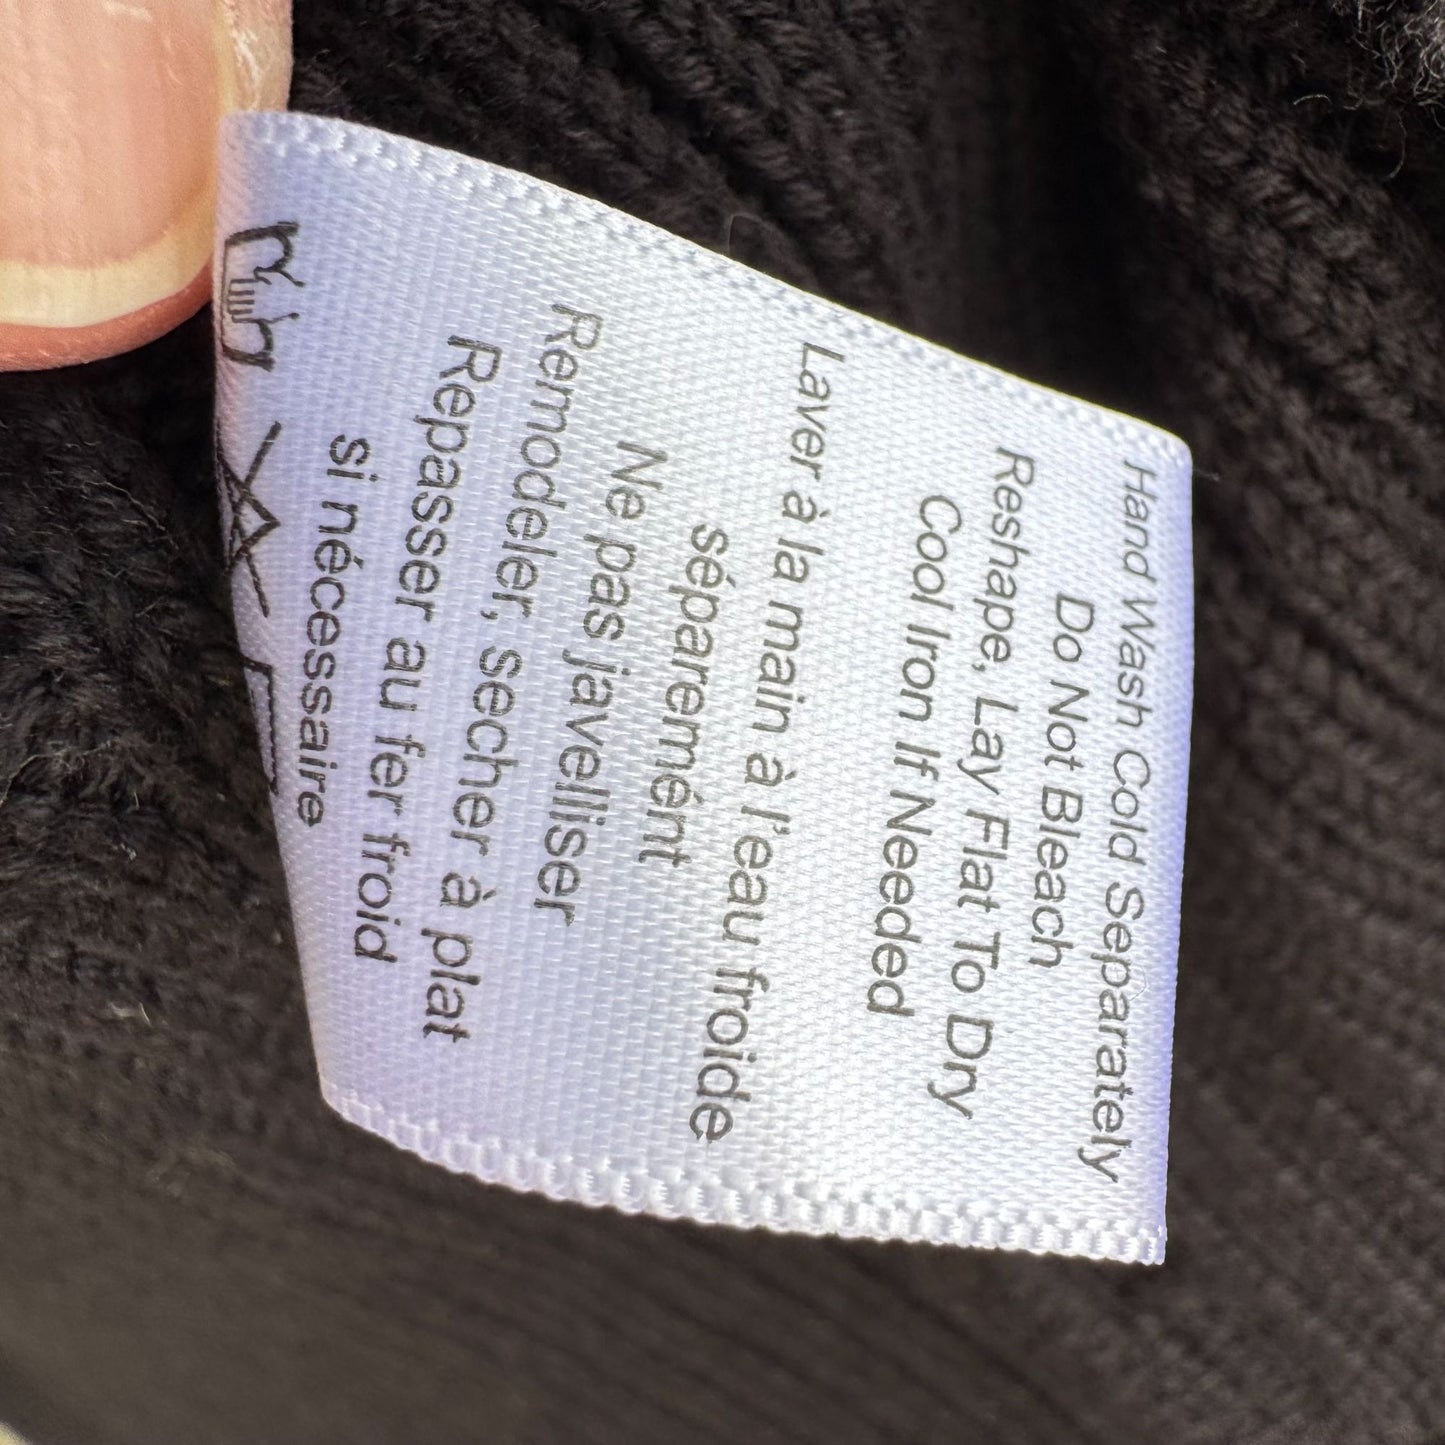 Hand Wash Cold Separately
Do Not Bleach
Reshape, Lay Flat To Dry
Cool Iron If Needed
Laver à la main à l'eau froide
séparemént
Ne pas javelliser
Remodeler, secher à plat
Repasser au fer froid
si nécessaire